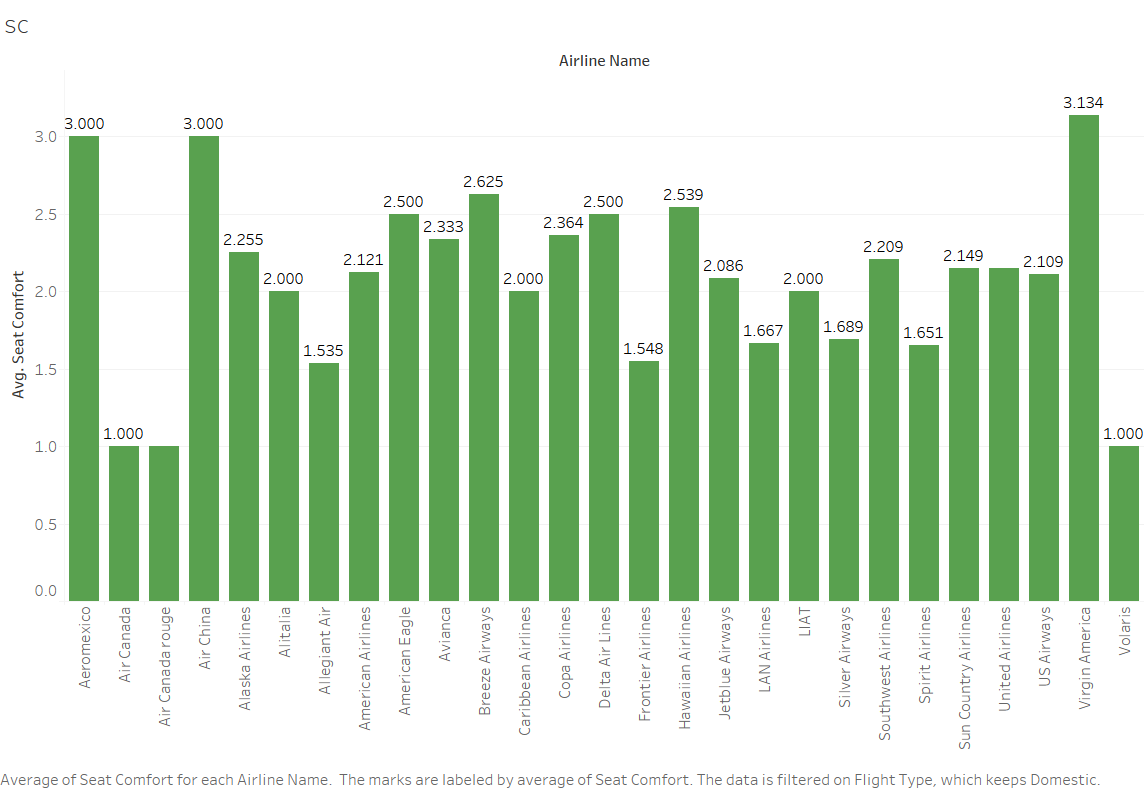 SC
Airline Name
3.000
1.000
3.000
2.255
2.000
1.535
2.121
2.500
2.333
2.625
2.000
2.364
2.500
1.548
2.539
2.086
1.667
2.000
1.689
2.209
1.651
2.149
2.109
3.134
1.000
3.0
2.5
2.0
1.5
1.0
0.5
0.0
Avg. Seat Comfort
Aeromexico
Air Canada
Air Canada rouge
Air China
Alaska Airlines
Alitalia
Allegiant Air
American Airlines
American Eagle
Avianca
Breeze Airways
Caribbean Airlines
Copa Airlines
Delta Air Lines
Frontier Airlines
Hawaiian Airlines
Jetblue Airways
LAN Airlines
LIAT
Silver Airways
Southwest Airlines
Spirit Airlines
Sun Country Airlines
United Airlines
US Airways
Virgin America
Volaris
Average of Seat Comfort for each Airline Name.  The marks are labeled by average of Seat Comfort. The data is filtered on Flight Type, which keeps Domestic.